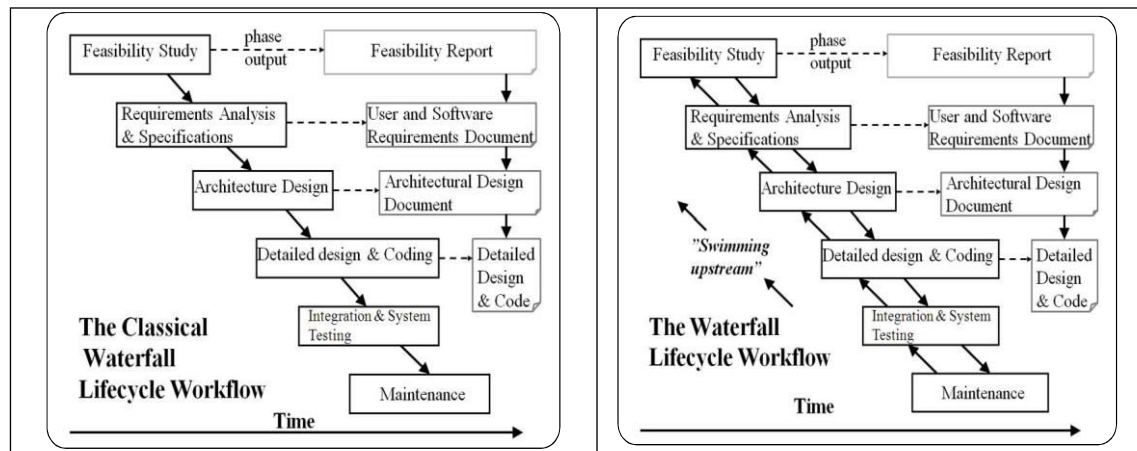 Feasibility Study
phase
output
Feasibility Report
Requirements Analysis
& Specifications
User and Software
Requirements Document
Architecture Design
Architectural Design
Document
Detailed design & Coding
Detailed
Design
& Code
Integration & System
Testing
Maintenance
The Classical
Waterfall
Lifecycle Workflow
Time
Feasibility Study
phase
output
Feasibility Report
Requirements Analysis
& Specifications
User and Software
Requirements Document
Architecture Design
Architectural Design
Document
"Swimming
upstream"
Detailed design & Coding
Detailed
Design
& Code
Integration & System
Testing
Maintenance
The Waterfall
Lifecycle Workflow
Time